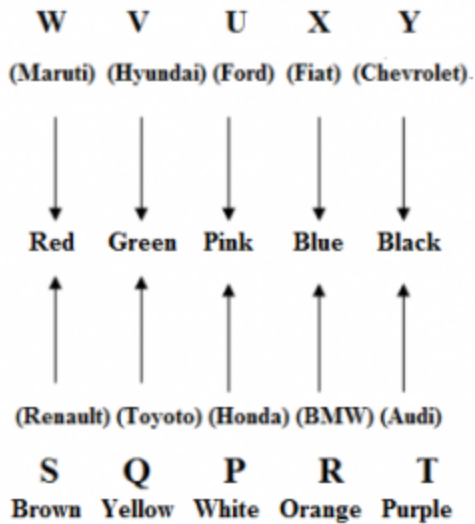 W V U X Y
(Maruti) (Hyundai) (Ford) (Fiat) (Chevrolet).
Red Green Pink Blue Black
(Renault) (Toyoto) (Honda) (BMW) (Audi)
S Q P R T
Brown Yellow White Orange Purple